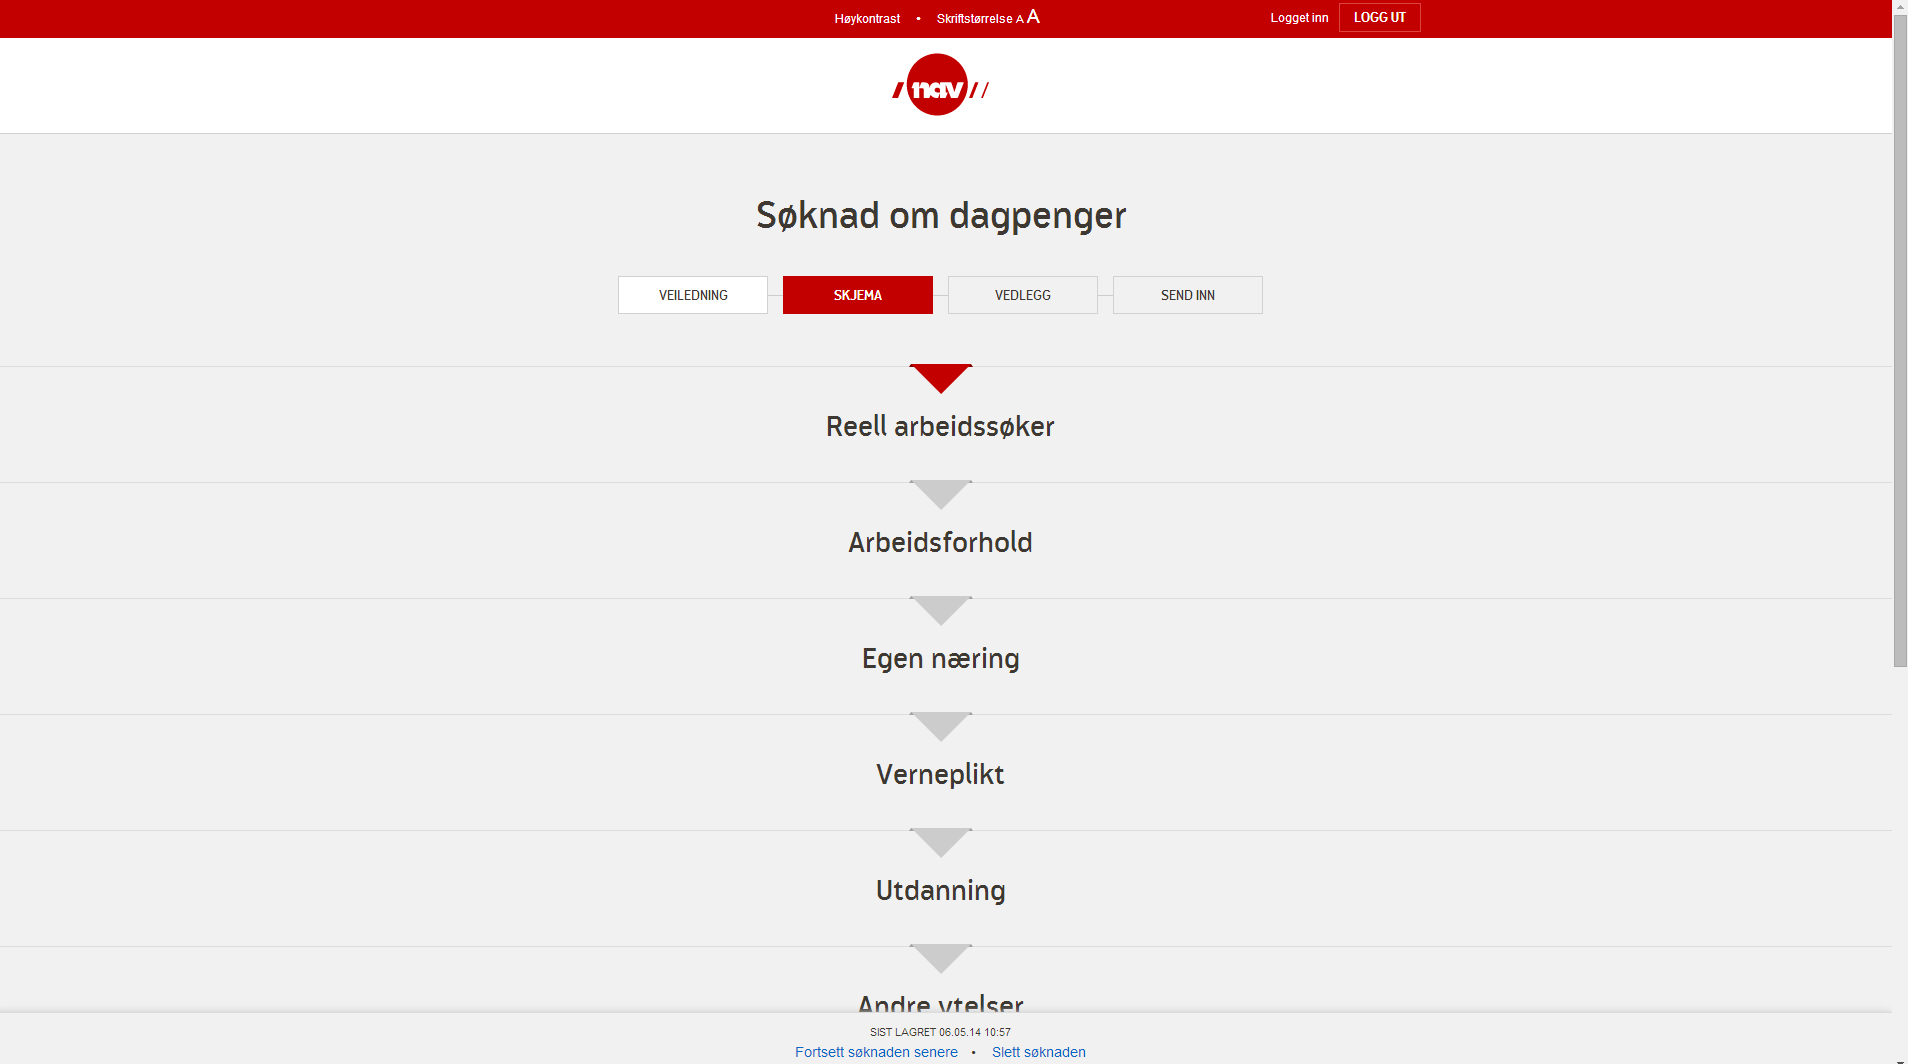 Høykontrast • Skriftstørrelse A A Logget inn LOGG UT
nav
Søknad om dagpenger
VEILEDNING SKJEMA VEDLEGG SEND INN
Reell arbeidssøker
Arbeidsforhold
Egen næring
Verneplikt
Utdanning
Andre ytelser
SIST LAGRET 06.05.14 10:57
Fortsett søknaden senere • Slett søknaden